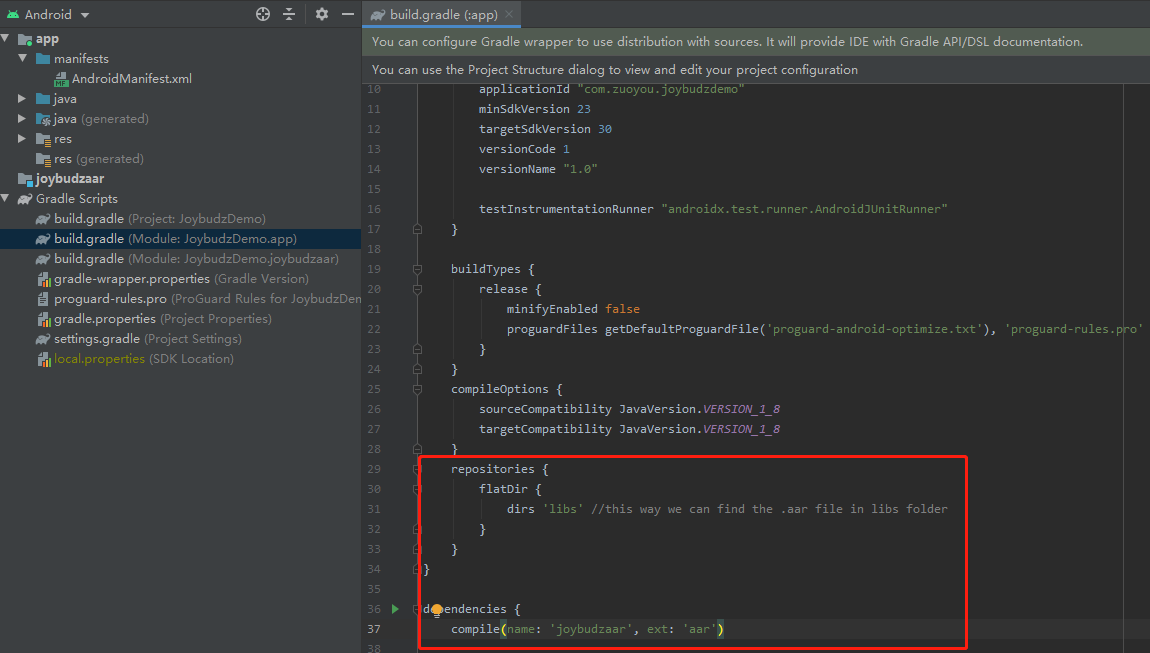 Android
app
manifests
AndroidManifest.xml
java
java (generated)
res
res (generated)
joybudzaar
Gradle Scripts
build.gradle (Project: JoybudzDemo)
build.gradle (Module: JoybudzDemo.app)
build.gradle (Module: JoybudzDemo.joybudzaar)
gradle-wrapper.properties (Gradle Version)
proguard-rules.pro (ProGuard Rules for JoybudzDen
gradle.properties (Project Properties)
settings.gradle (Project Settings)
local.properties (SDK Location)
build.gradle (:app)
You can configure Gradle wrapper to use distribution with sources. It will provide IDE with Gradle API/DSL documentation.
You can use the Project Structure dialog to view and edit your project configuration
10 applicationId "com.zuoyou.joybudzdemo"
11 minSdkVersion 23
12 targetSdkVersion 30
13 versionCode 1
14 versionName "1.0"
15
16 testInstrumentationRunner "androidx.test.runner.AndroidJUnitRunner"
17 }
18
19 buildTypes {
20 release {
21 minifyEnabled false
22 proguardFiles getDefaultProguardFile('proguard-android-optimize.txt'), 'proguard-rules.pro'
23 }
24 }
25 compileOptions {
26 sourceCompatibility JavaVersion.VERSION_1_8
27 targetCompatibility JavaVersion.VERSION_1_8
28 }
29 repositories {
30 flatDir {
31 dirs 'libs' //this way we can find the .aar file in libs folder
32 }
33 }
34 }
35
36 dependencies {
37 compile(name: 'joybudzaar', ext: 'aar')
38